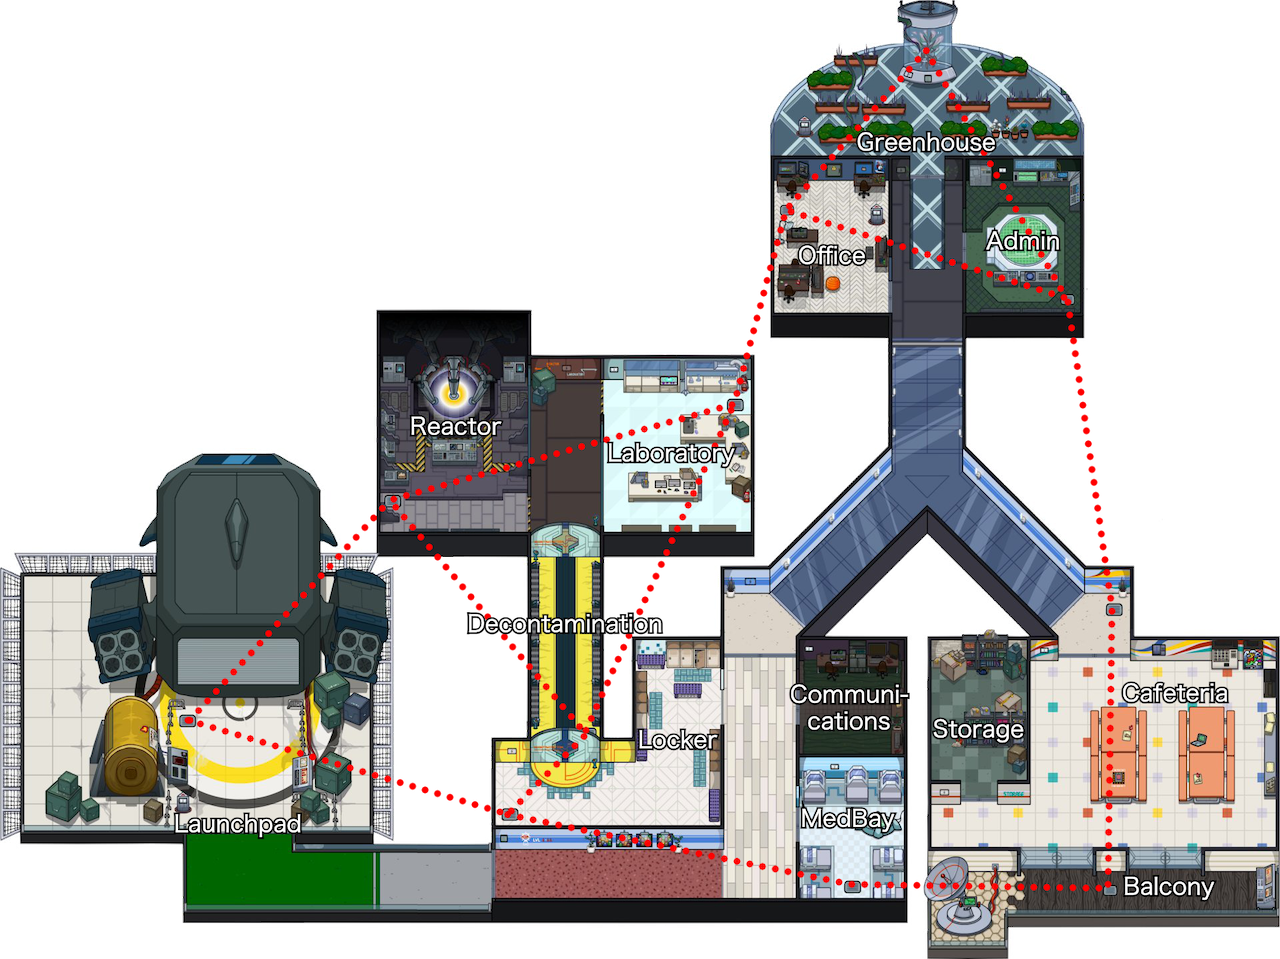 Greenhouse
Admin
Office
Reactor
Laboratory
Decontamination
Communi-
cations
Cafeteria
Storage
Locker
MedBay
Launchpad
Balcony